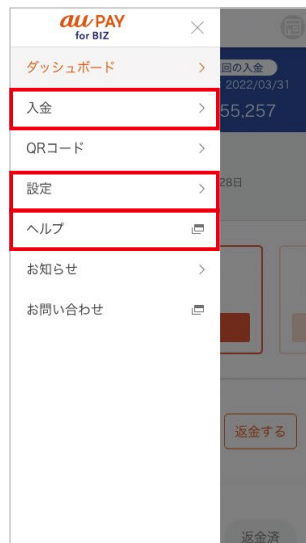 au PAY
for BIZ
ダッシュボード
回の入金
2022/03/31
入金
55,257
QRコード
設定
28日
ヘルプ
お知らせ
お問い合わせ
返金する
返金済